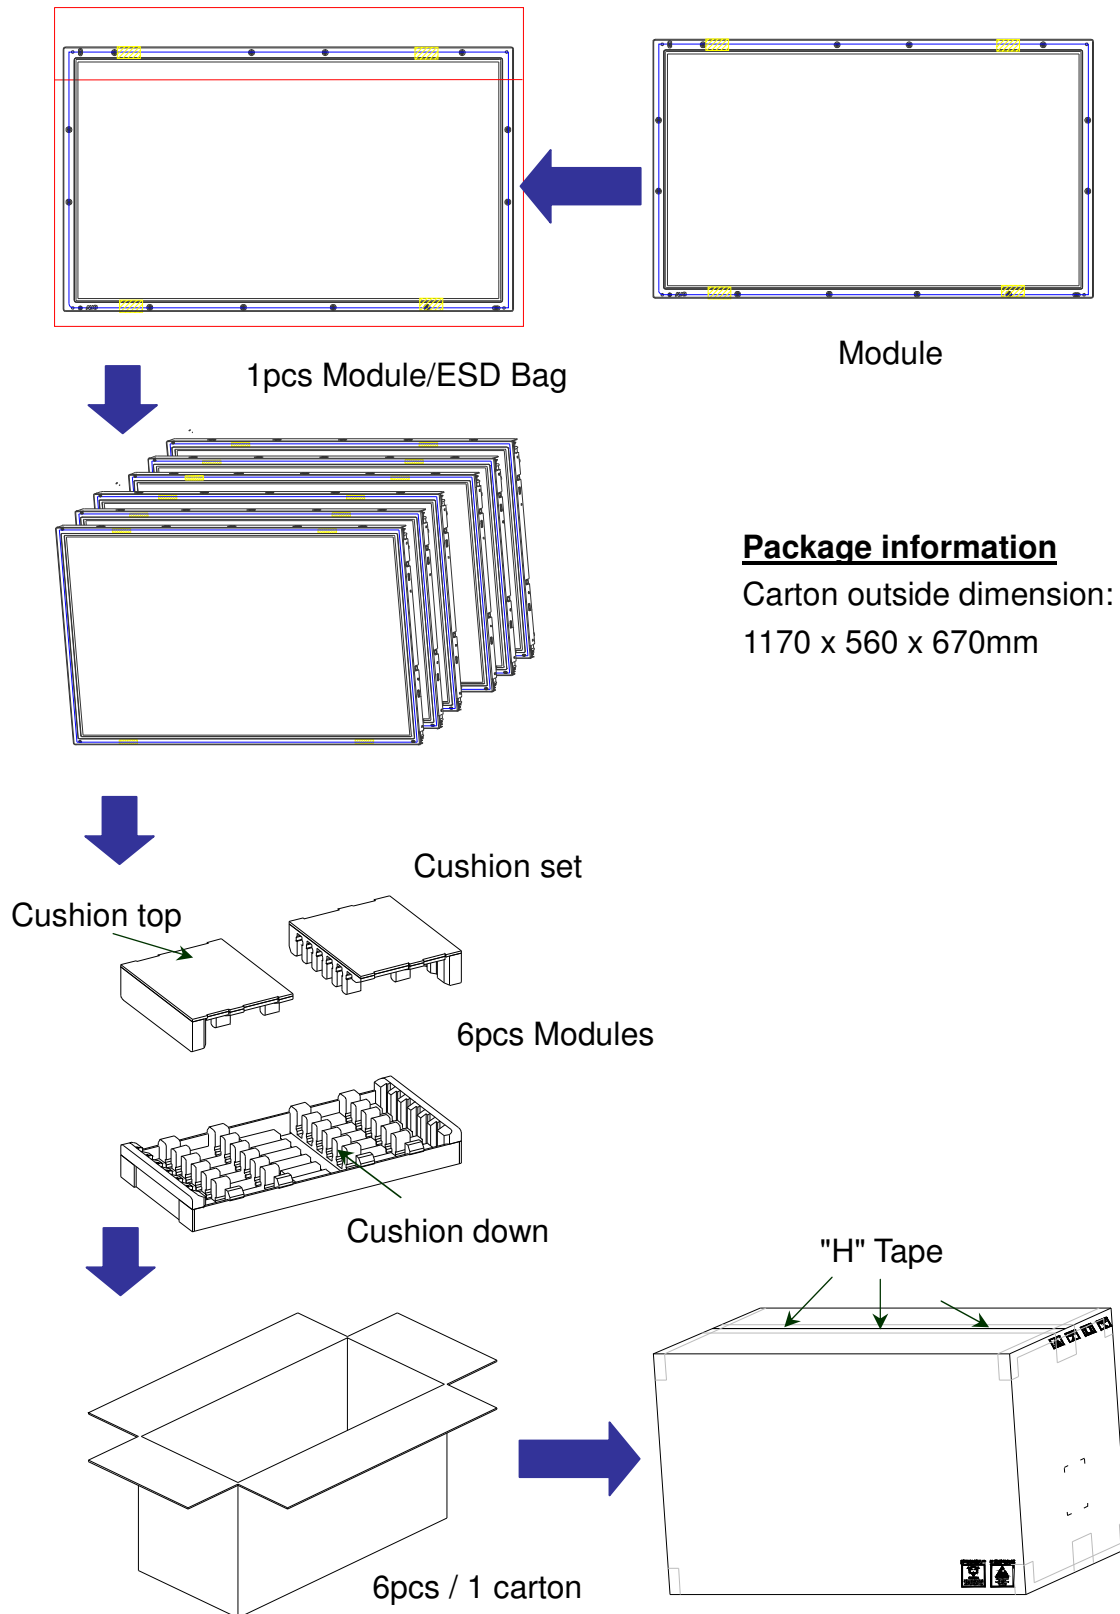 Module
1pcs Module/ESD Bag
Package information
Carton outside dimension:
1170 x 560 x 670mm
Cushion set
Cushion top
6pcs Modules
Cushion down
"H" Tape
6pcs / 1 carton